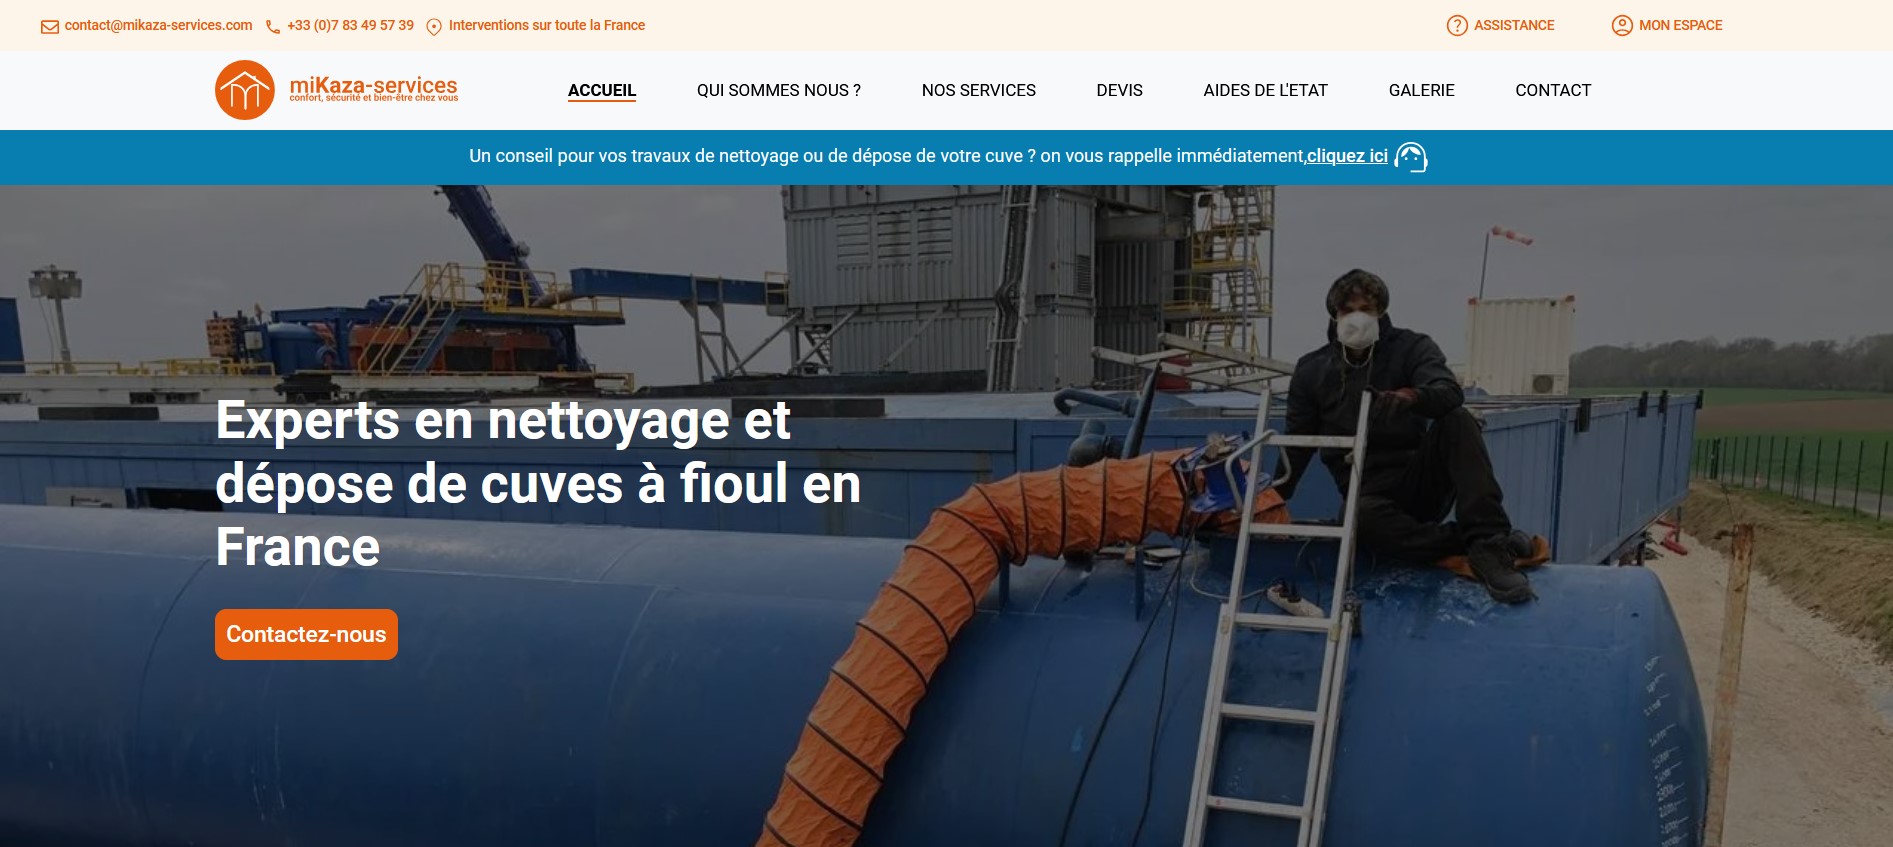 contact@mikaza-services.com +33 (0)7 83 49 57 39 Interventions sur toute la France ASSISTANCE MON ESPACE
miKaza-services
confort, sécurité et bien-être chez vous
ACCUEIL QUI SOMMES NOUS ? NOS SERVICES DEVIS AIDES DE L'ETAT GALERIE CONTACT
Un conseil pour vos travaux de nettoyage ou de dépose de votre cuve ? on vous rappelle immédiatement,cliquez ici
Experts en nettoyage et
dépose de cuves à fioul en
France
Contactez-nous